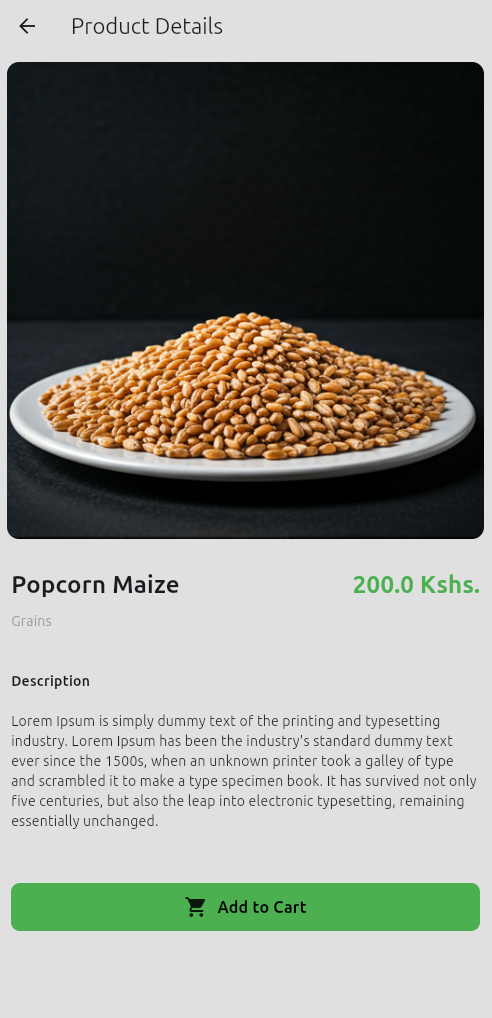 Product Details
Popcorn Maize
200.0 Kshs.
Grains
Description
Lorem Ipsum is simply dummy text of the printing and typesetting
industry. Lorem Ipsum has been the industry's standard dummy text
ever since the 1500s, when an unknown printer took a galley of type
and scrambled it to make a type specimen book. It has survived not only
five centuries, but also the leap into electronic typesetting, remaining
essentially unchanged.
Add to Cart